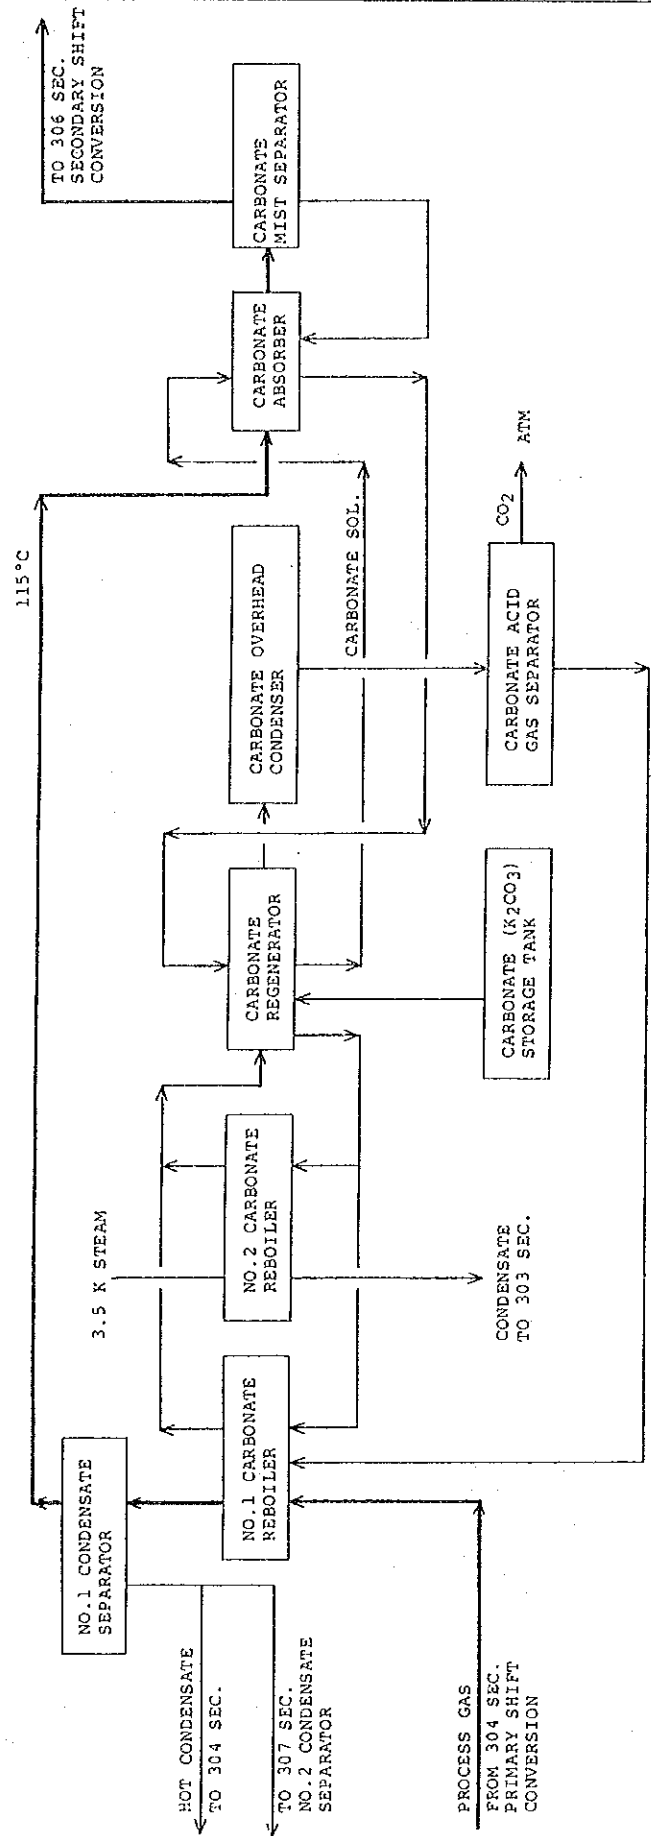 TO 306 SEC.
SECONDARY SHIFT
CONVERSION
115°C
CARBONATE
MIST SEPARATOR
CARBONATE
ABSORBER
CARBONATE OVERHEAD
CONDENSER
CARBONATE SOL.
CO2
ATM
CARBONATE ACID
GAS SEPARATOR
CARBONATE
REGENERATOR
CARBONATE (K2CO3)
STORAGE TANK
3.5 K STEAM
NO.2 CARBONATE
REBOILER
CONDENSATE
TO 303 SEC.
NO.1 CONDENSATE
SEPARATOR
NO.1 CARBONATE
REBOILER
HOT CONDENSATE
TO 304 SEC.
TO 307 SEC.
NO.2 CONDENSATE
SEPARATOR
PROCESS GAS
FROM 304 SEC.
PRIMARY SHIFT
CONVERSION